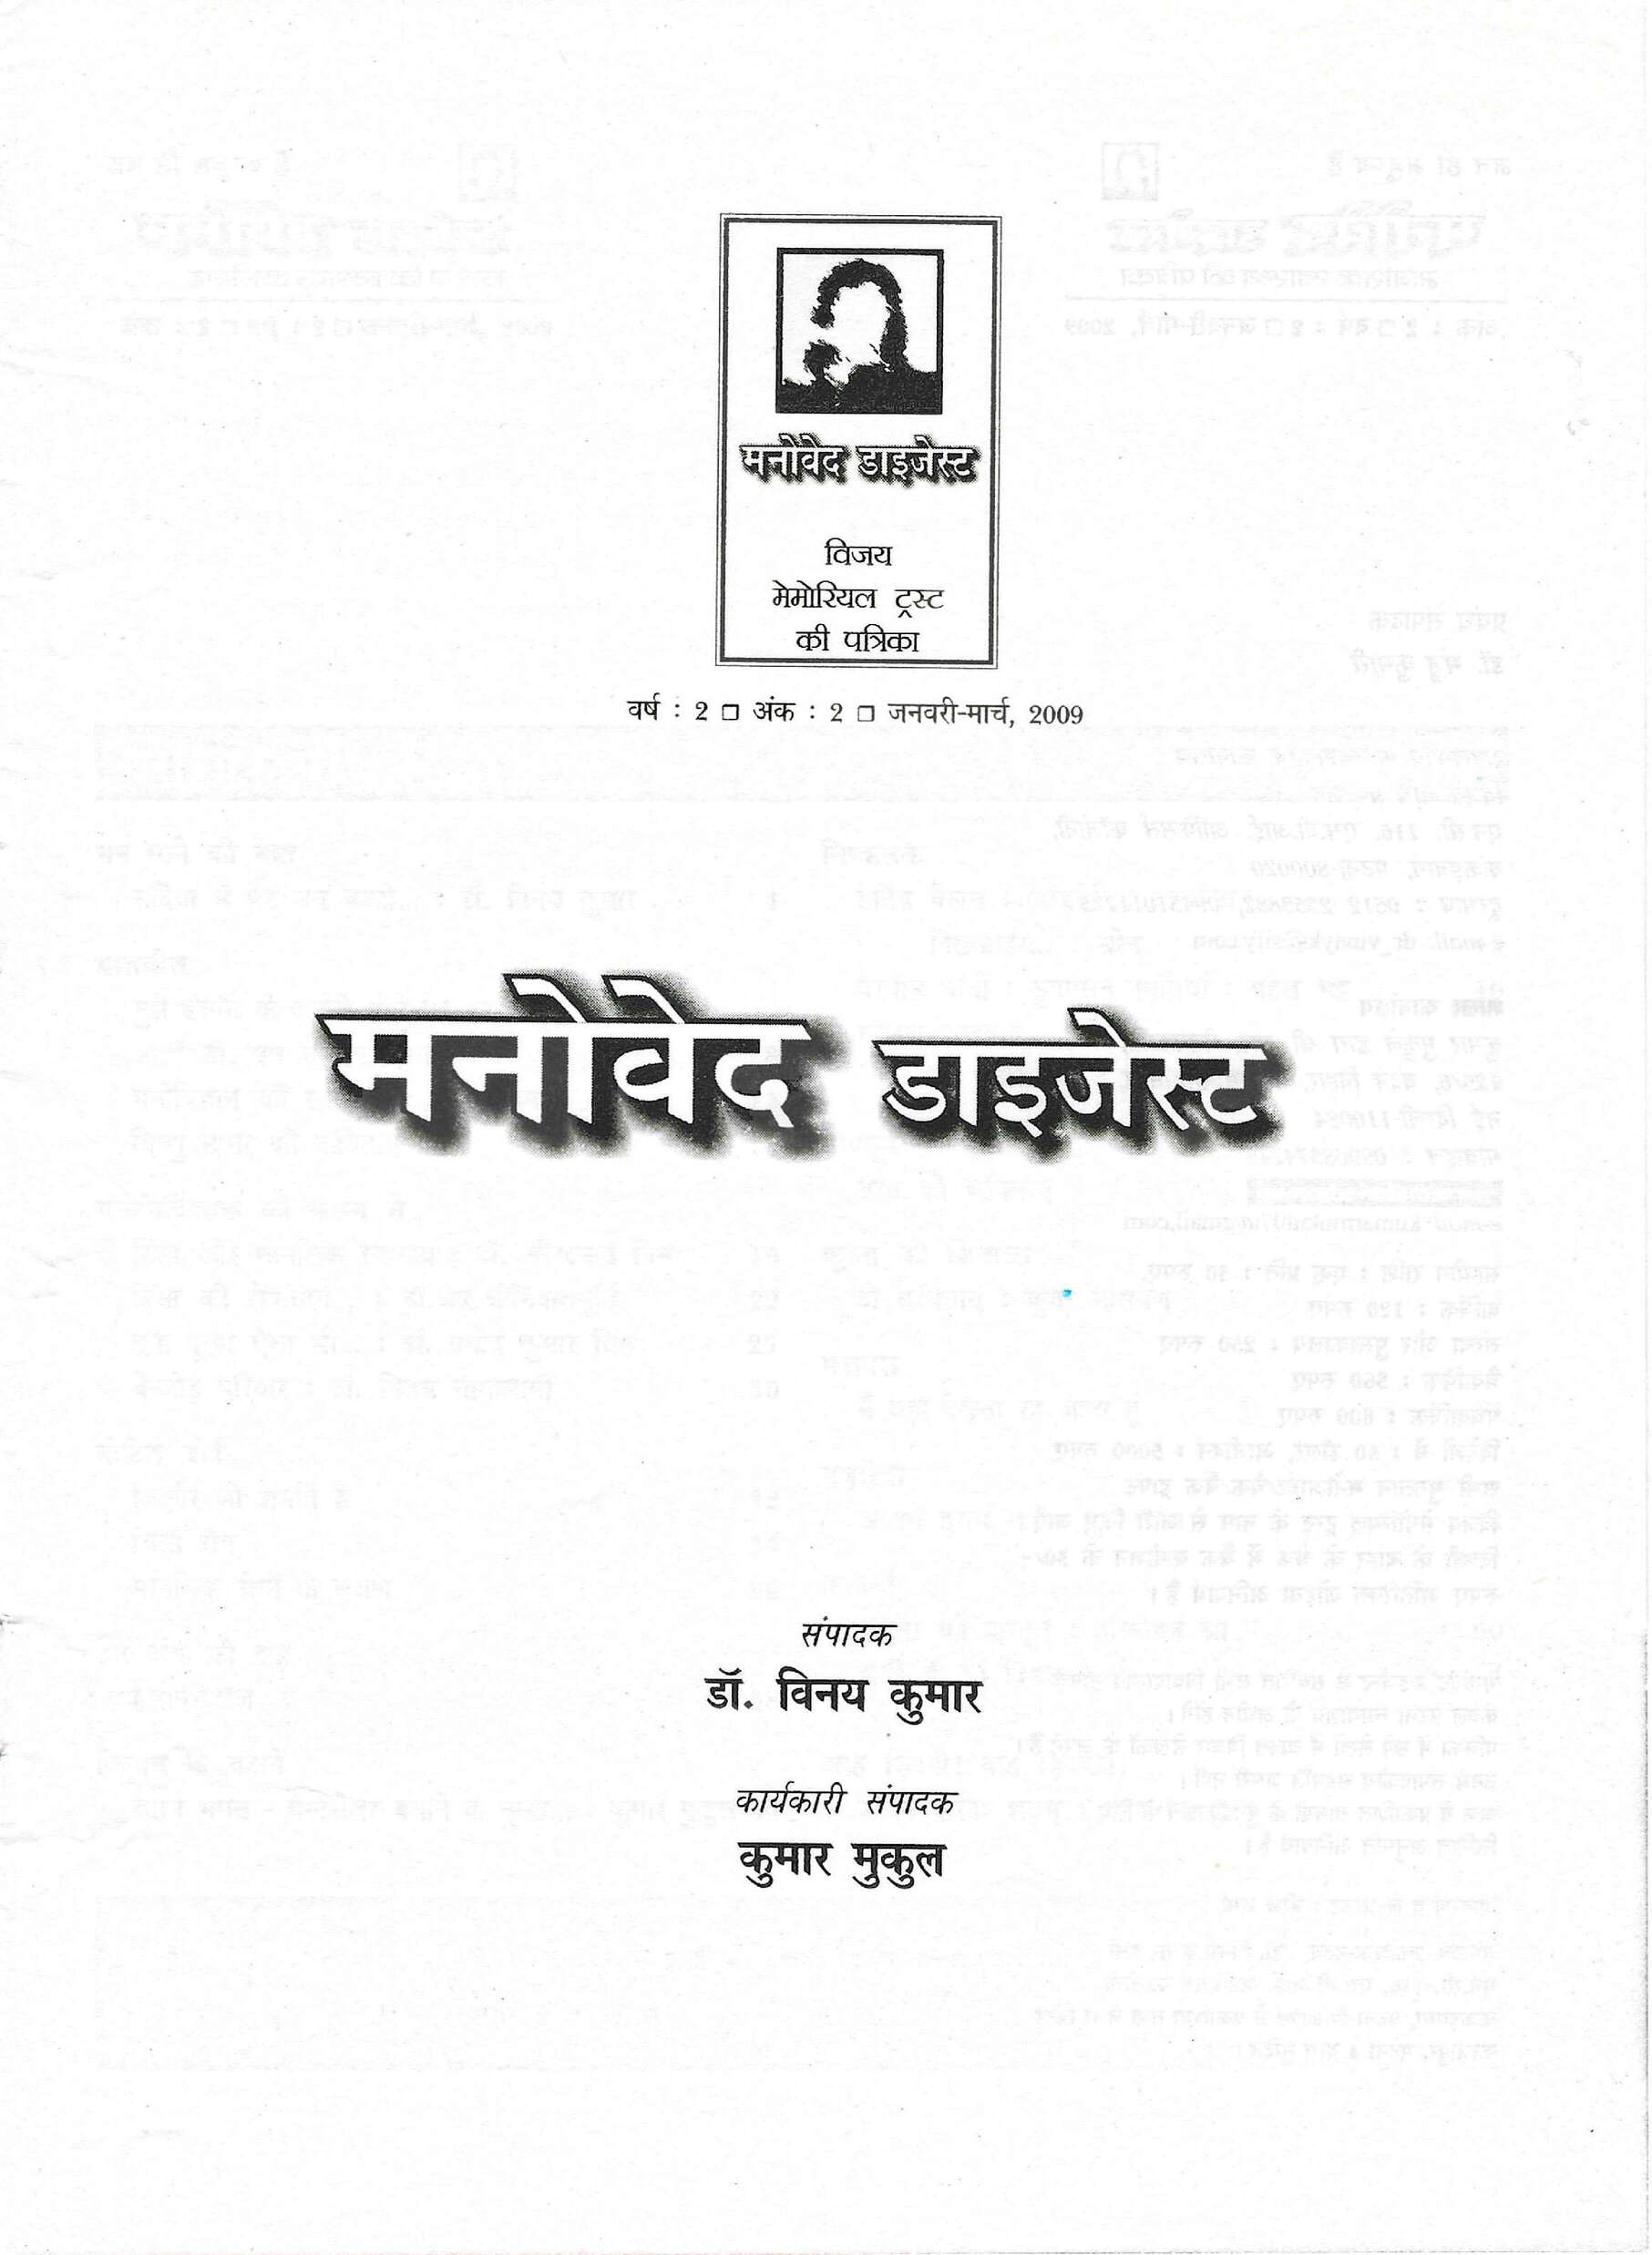 मनोवेद डाइजेस्ट
विजय
मेमोरियल ट्रस्ट
की पत्रिका
वर्ष : 2 □ अंक : 2 □ जनवरी-मार्च, 2009
मनोवेद डाइजेस्ट
संपादक
डॉ. विनय कुमार
कार्यकारी संपादक
कुमार मुकुल